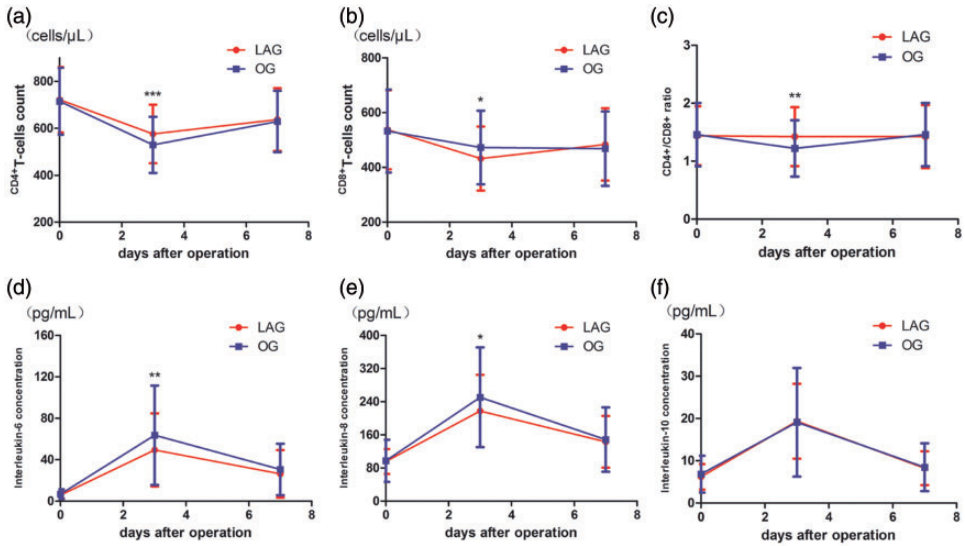 (a)
（cells/μL）
LAG
OG
CD4+T-cells count
800
600
400
200
***
0 2 4 6 8
days after operation
(b)
（cells/μL）
LAG
OG
CD8+T-cells count
800
600
400
200
*
0 2 4 6 8
days after operation
(c)
LAG
OG
CD4+/CD8+ ratio
3
2
1
0
**
0 2 4 6 8
days after operation
(d)
（pg/mL）
LAG
OG
Interleukin-6 concentration
160
120
80
40
0
**
0 2 4 6 8
days after operation
(e)
（pg/mL）
LAG
OG
Interleukin-8 concentration
400
320
240
160
80
0
*
0 2 4 6 8
days after operation
(f)
（pg/mL）
LAG
OG
Interleukin-10 concentration
40
30
20
10
0
0 2 4 6 8
days after operation